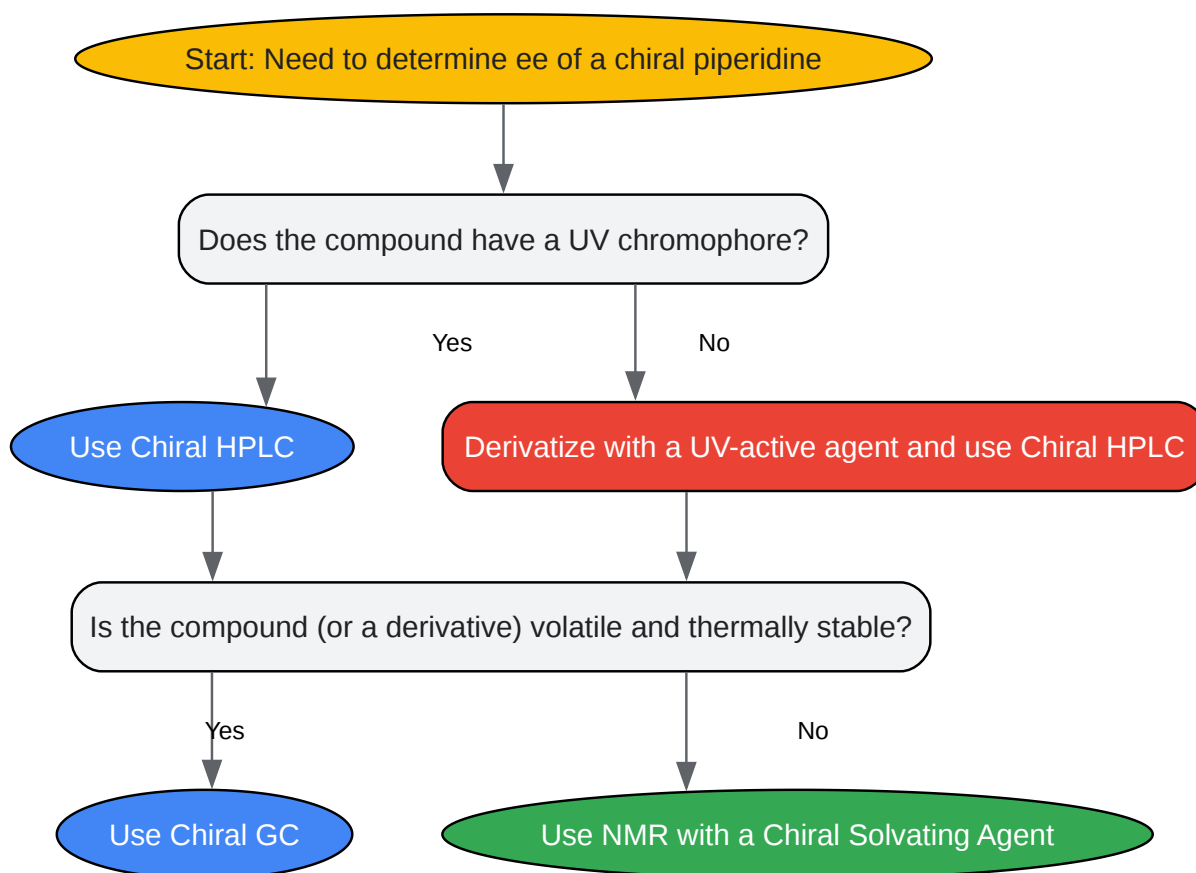 Start: Need to determine ee of a chiral piperidine
Does the compound have a UV chromophore?
Yes
No
Use Chiral HPLC
Derivatize with a UV-active agent and use Chiral HPLC
Is the compound (or a derivative) volatile and thermally stable?
Yes
No
Use Chiral GC
Use NMR with a Chiral Solvating Agent